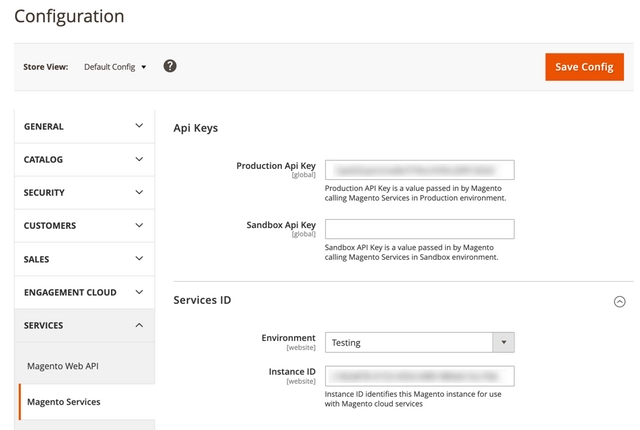 Configuration
Store View: Default Config ?
Save Config
GENERAL
CATALOG
SECURITY
CUSTOMERS
SALES
ENGAGEMENT CLOUD
SERVICES
Magento Web API
Magento Services
Api Keys
Production Api Key
[global]
Production API Key is a value passed in by Magento
calling Magento Services in Production environment.
Sandbox Api Key
[global]
Sandbox API Key is a value passed in by Magento
calling Magento Services in Sandbox environment.
Services ID
Environment
[website]
Testing
Instance ID
[website]
Instance ID identifies this Magento instance for use
with Magento cloud services